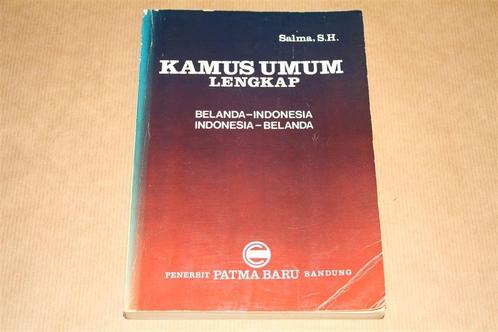 Salma, S.H.
KAMUS UMUM
LENGKAP
BELANDA-INDONESIA
INDONESIA-BELANDA
PENERBIT PATMA BARU BANDUNG